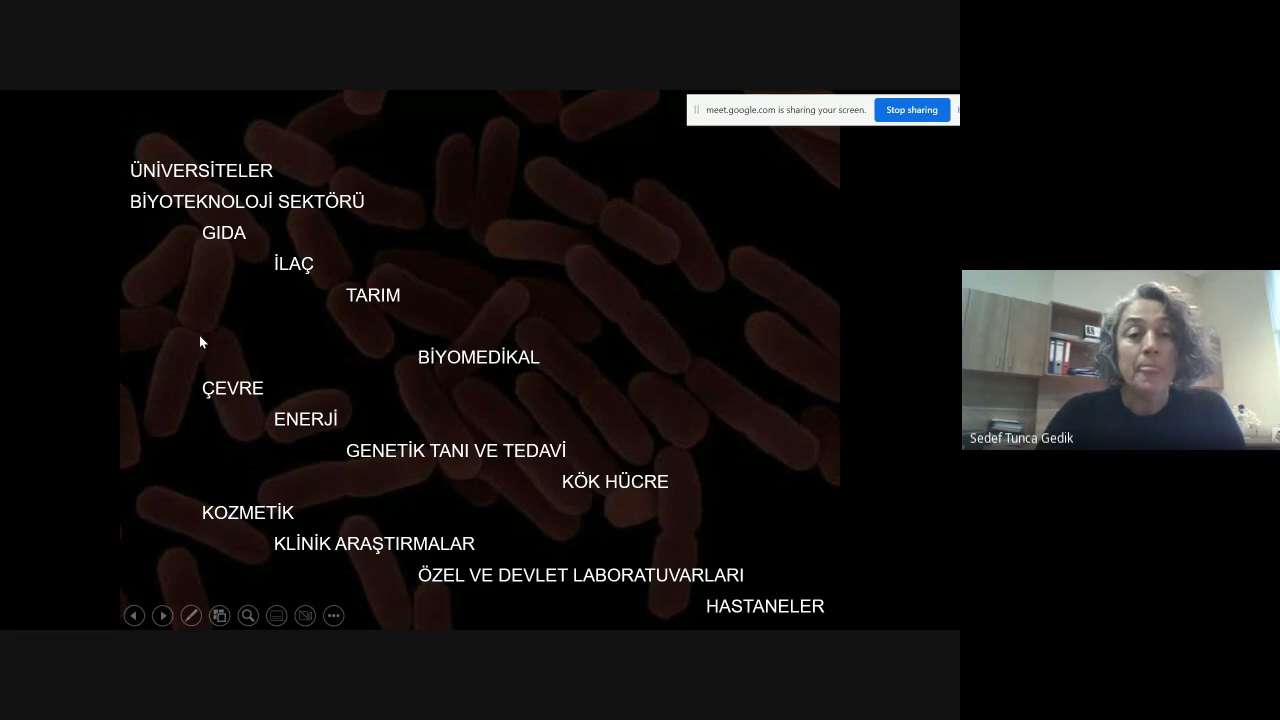 meet.google.com is sharing your screen.
Stop sharing
ÜNİVERSİTELER
BİYOTEKNOLOJİ SEKTÖRÜ
GIDA
İLAÇ
TARIM
BİYOMEDİKAL
ÇEVRE
ENERJİ
GENETİK TANI VE TEDAVİ
KÖK HÜCRE
KOZMETİK
KLİNİK ARAŞTIRMALAR
ÖZEL VE DEVLET LABORATUVARLARI
HASTANELER
Sedef Tunca Gedik